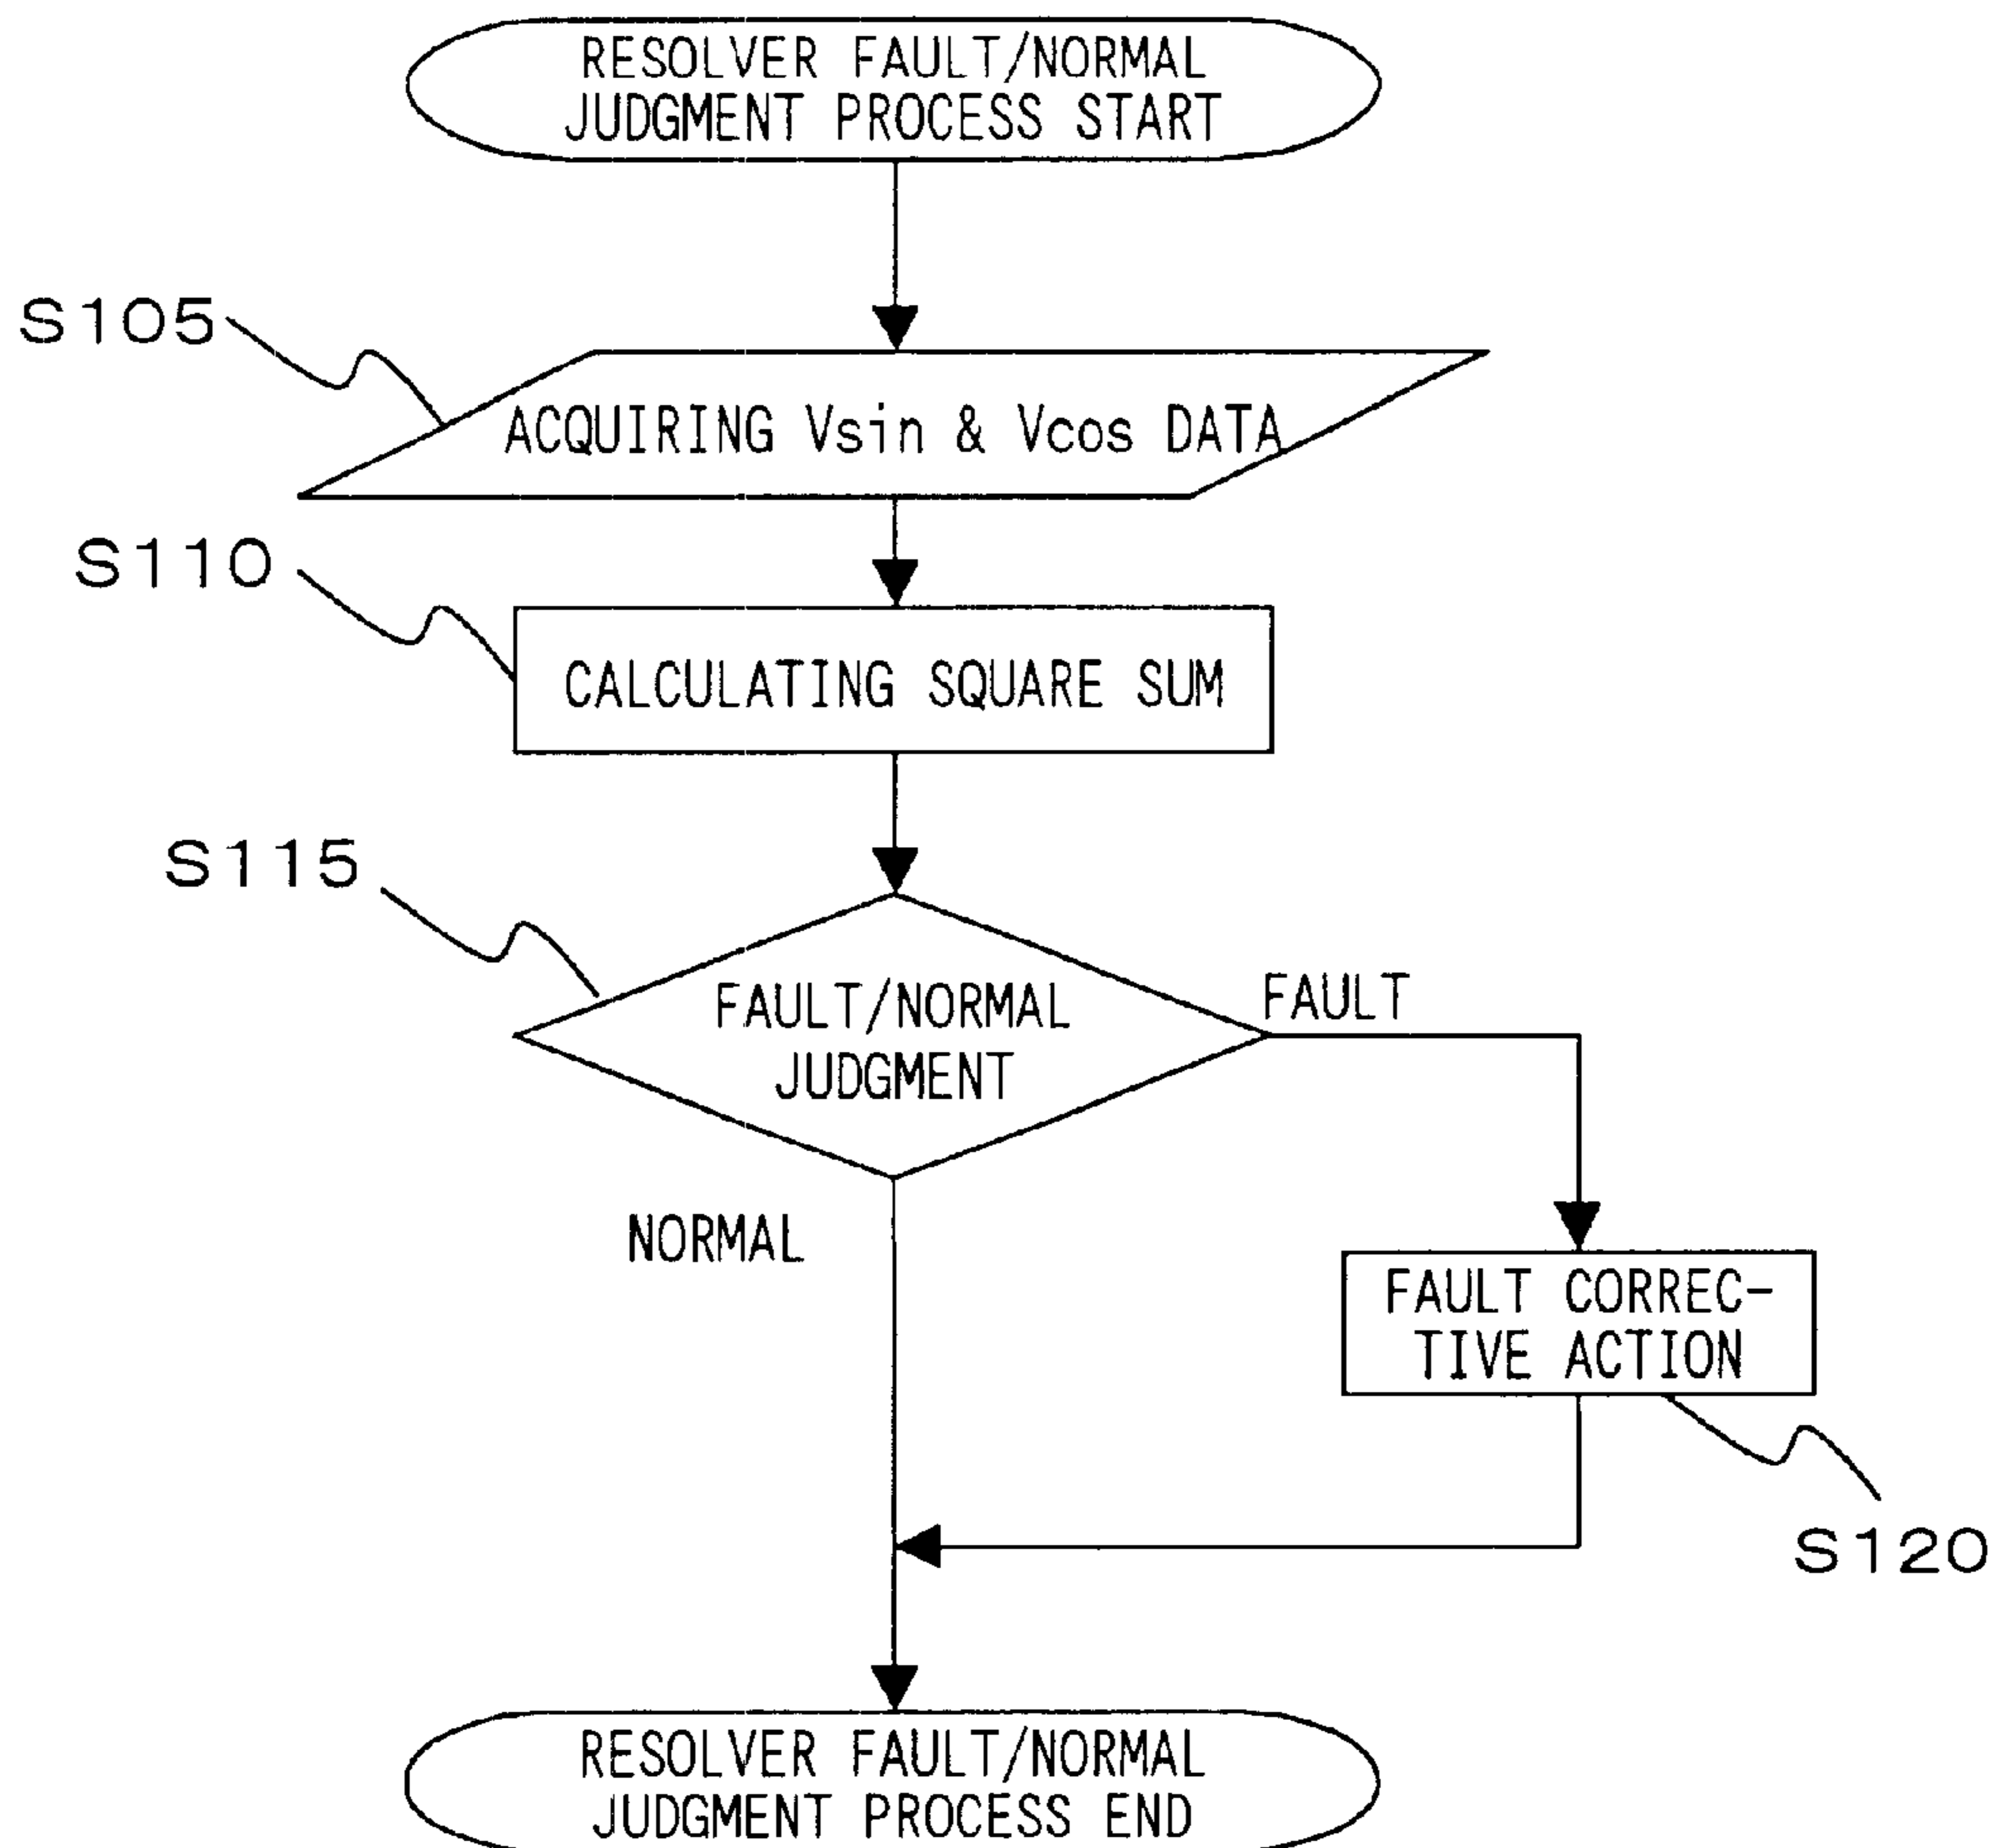 RESOLVER FAULT/NORMAL
JUDGMENT PROCESS START
S105
ACQUIRING Vsin & Vcos DATA
S110
CALCULATING SQUARE SUM
S115
FAULT/NORMAL
JUDGMENT
FAULT
NORMAL
FAULT CORREC-
TIVE ACTION
S120
RESOLVER FAULT/NORMAL
JUDGMENT PROCESS END